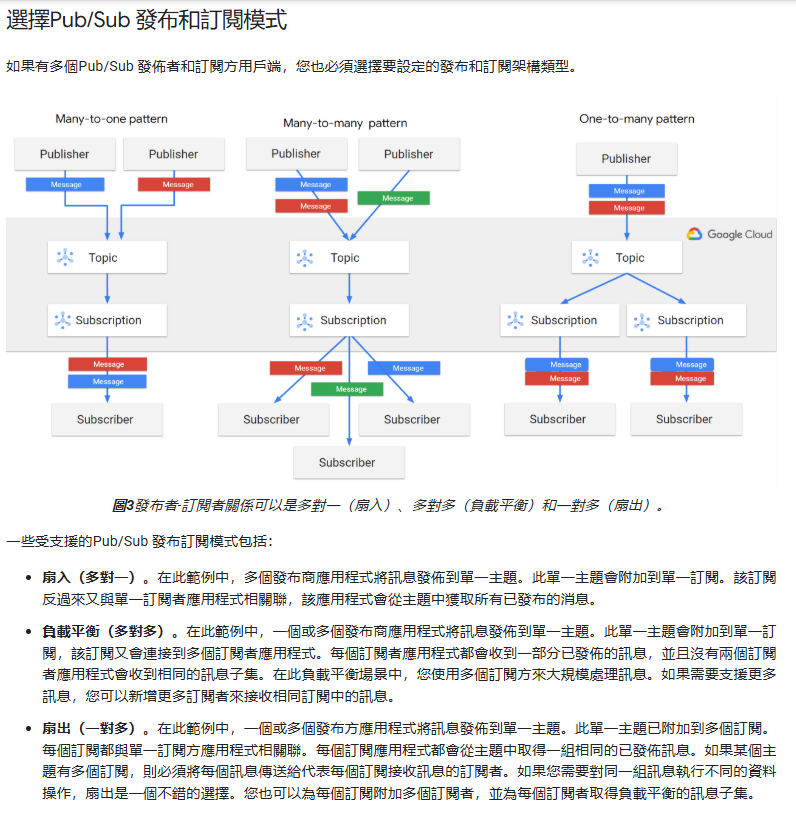 選擇Pub/Sub 發布和訂閱模式
如果有多個Pub/Sub 發佈者和訂閱方用戶端，您也必須選擇要設定的發布和訂閱架構類型。
Many-to-one pattern
Publisher
Publisher
Message
Message
Topic
Subscription
Message
Message
Subscriber
Many-to-many pattern
Publisher
Publisher
Message
Message
Message
Topic
Subscription
Message
Message
Message
Subscriber
Subscriber
Subscriber
One-to-many pattern
Publisher
Message
Message
Google Cloud
Topic
Subscription
Subscription
Message
Message
Message
Message
Subscriber
Subscriber
圖3發布者-訂閱者關係可以是多對一（扇入）、多對多（負載平衡）和一對多（扇出）。
一些受支援的Pub/Sub 發布訂閱模式包括：
• 扇入（多對一）。在此範例中，多個發布商應用程式將訊息發佈到單一主題。此單一主題會附加到單一訂閱。該訂閱
反過來又與單一訂閱者應用程式相關聯，該應用程式會從主題中獲取所有已發布的消息。
• 負載平衡（多對多）。在此範例中，一個或多個發布商應用程式將訊息發佈到單一主題。此單一主題會附加到單一訂
閱，該訂閱又會連接到多個訂閱者應用程式。每個訂閱者應用程式都會收到一部分已發佈的訊息，並且沒有兩個訂閱
者應用程式會收到相同的訊息子集。在此負載平衡場景中，您使用多個訂閱方來大規模處理訊息。如果需要支援更多
訊息，您可以新增更多訂閱者來接收相同訂閱中的訊息。
• 扇出（一對多）。在此範例中，一個或多個發布方應用程式將訊息發佈到單一主題。此單一主題已附加到多個訂閱。
每個訂閱都與單一訂閱方應用程式相關聯。每個訂閱應用程式都會從主題中取得一組相同的已發佈訊息。如果某個主
題有多個訂閱，則必須將每個訊息傳送給代表每個訂閱接收訊息的訂閱者。如果您需要對同一組訊息執行不同的資料
操作，扇出是一個不錯的選擇。您也可以為每個訂閱附加多個訂閱者，並為每個訂閱者取得負載平衡的訊息子集。